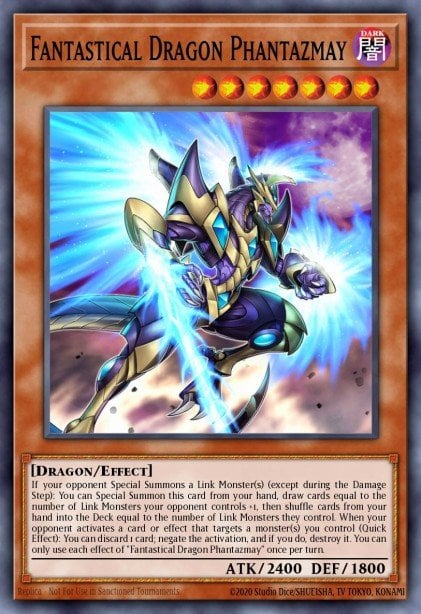 FANTASTICAL DRAGON PHANTAZMAY
DARK
闇
[DRAGON/EFFECT]
If your opponent Special Summons a Link Monster(s) (except during the Damage
Step): You can Special Summon this card from your hand, draw cards equal to the
number of Link Monsters your opponent controls +1, then shuffle cards from your
hand into the Deck equal to the number of Link Monsters they control. When your
opponent activates a card or effect that targets a monster(s) you control (Quick
Effect): You can discard 1 card; negate the activation, and if you do, destroy it. You can
only use each effect of "Fantastical Dragon Phantazmay" once per turn.
ATK/2400 DEF/1800
Replica - Not For Use in Sanctioned Tournaments
©2020 Studio Dice/SHUEISHA, TV TOKYO, KONAMI